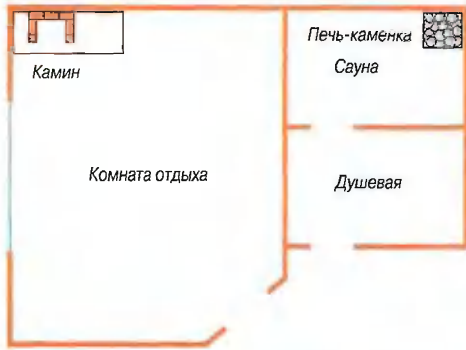 Печь-каменка
Сауна
Камин
Комната отдыха
Душевая